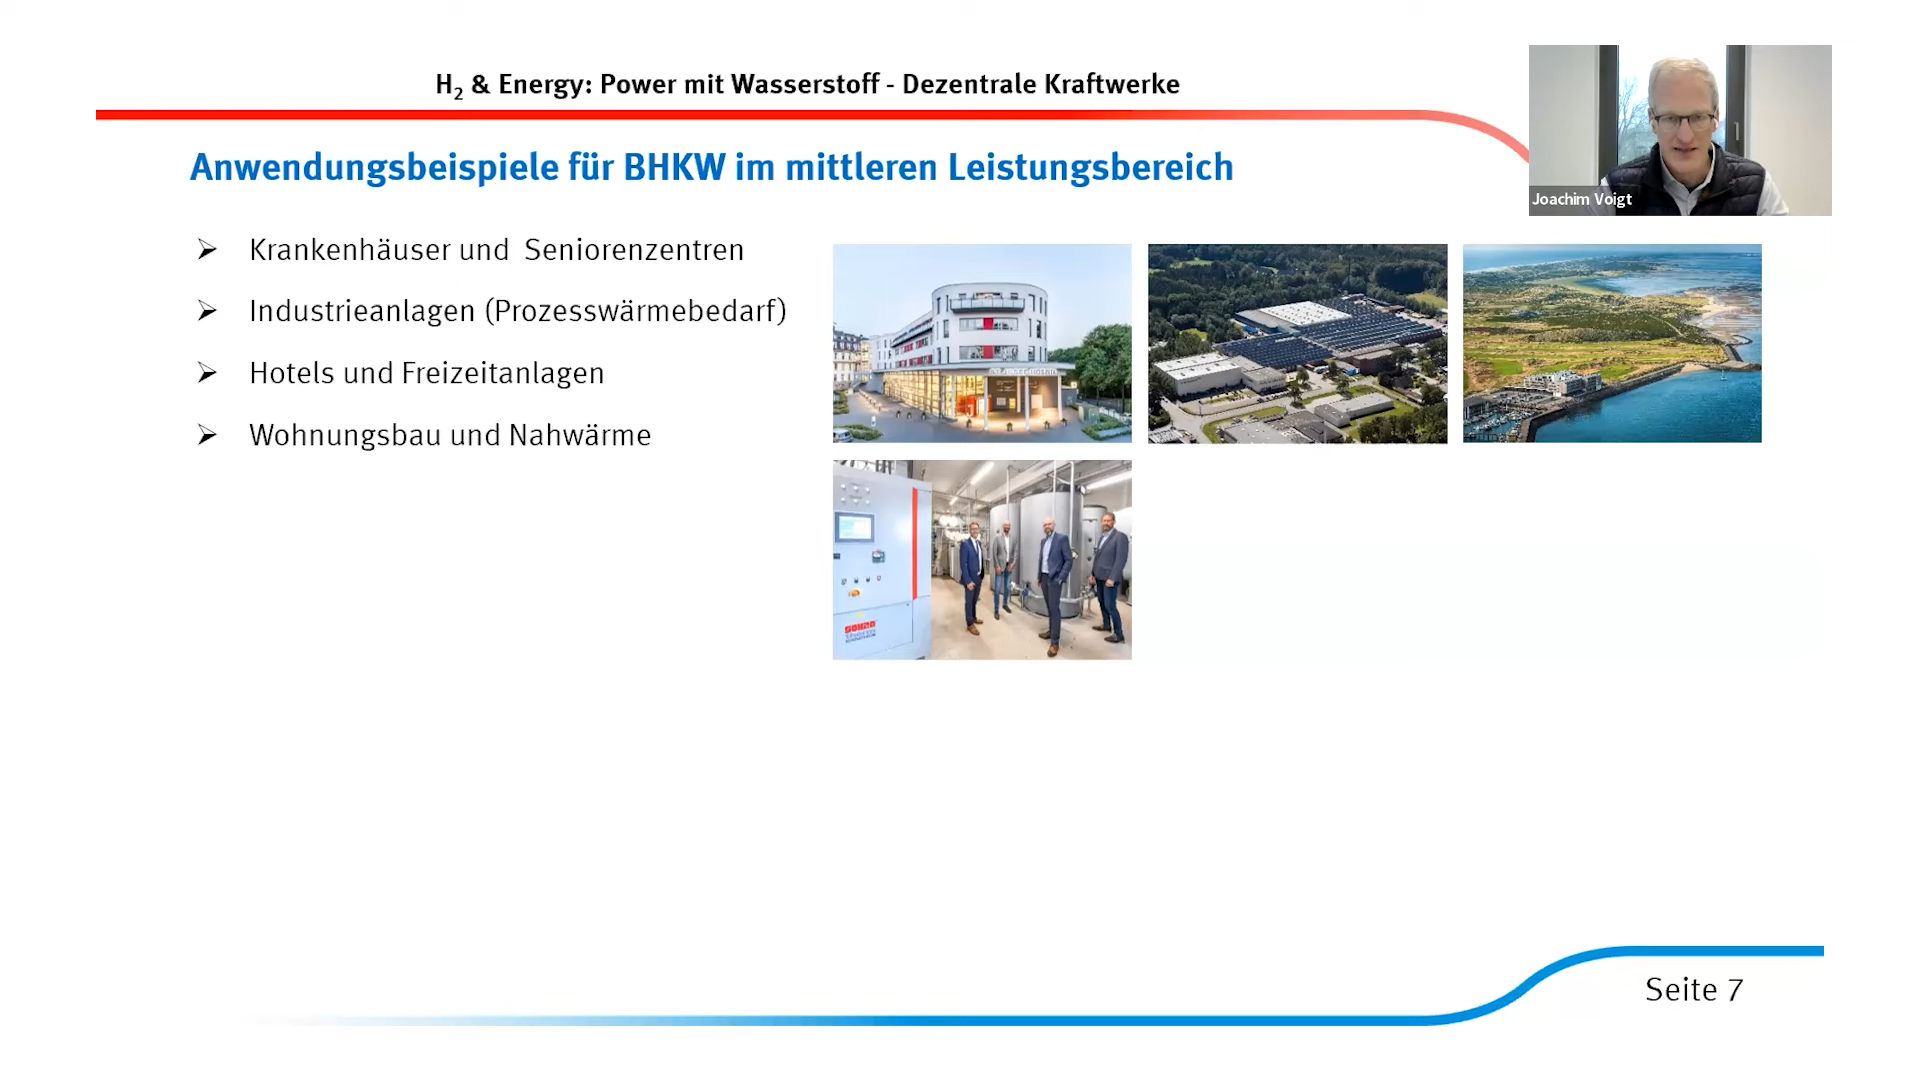 H₂ & Energy: Power mit Wasserstoff - Dezentrale Kraftwerke
Joachim Voigt
Anwendungsbeispiele für BHKW im mittleren Leistungsbereich
➢ Krankenhäuser und Seniorenzentren
➢ Industrieanlagen (Prozesswärmebedarf)
➢ Hotels und Freizeitanlagen
➢ Wohnungsbau und Nahwärme
Seite 7